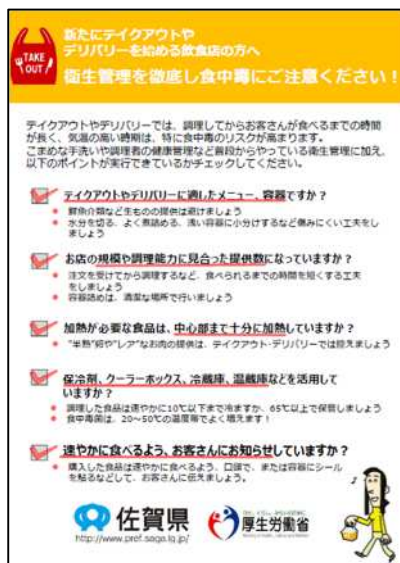 TAKE
OUT
新たにテイクアウトや
デリバリーを始める飲食店の方へ
衛生管理を徹底し食中毒にご注意ください！
テイクアウトやデリバリーでは、調理してからお客さんが食べるまでの時間
が長く、気温の高い時期は、特に食中毒のリスクが高まります。
こまめな手洗いや調理者の健康管理など普段からやっている衛生管理に加え、
以下のポイントが実行できているかチェックしてください。
テイクアウトやデリバリーに適したメニュー、容器ですか？
鮮魚介類など生ものの提供は避けましょう
水分を切る、よく煮詰める、浅い容器に小分けするなど傷みにくい工夫をし
ましょう
お店の規模や調理能力に見合った提供数になっていますか？
注文を受けてから調理するなど、食べられるまでの時間を短くする工夫
をしましょう
容器詰めは、清潔な場所で行いましょう
加熱が必要な食品は、中心部まで十分に加熱していますか？
"半熟"卵や"レア"なお肉の提供は、テイクアウト・デリバリーでは控えましょう
保冷剤、クーラーボックス、冷蔵庫、温蔵庫などを活用して
いますか？
調理した食品は速やかに10℃以下まで冷ますか、65℃以上で保管しましょう
食中毒菌は、20～50℃の温度帯でよく増えます！
速やかに食べるよう、お客さんにお知らせしていますか？
購入した食品は速やかに食べるよう、口頭で、または容器にシール
を貼るなどして、お客さんに伝えましょう。
佐賀県
http://www.pref.saga.lg.jp/
ひと、くらし、みらいのために
厚生労働省